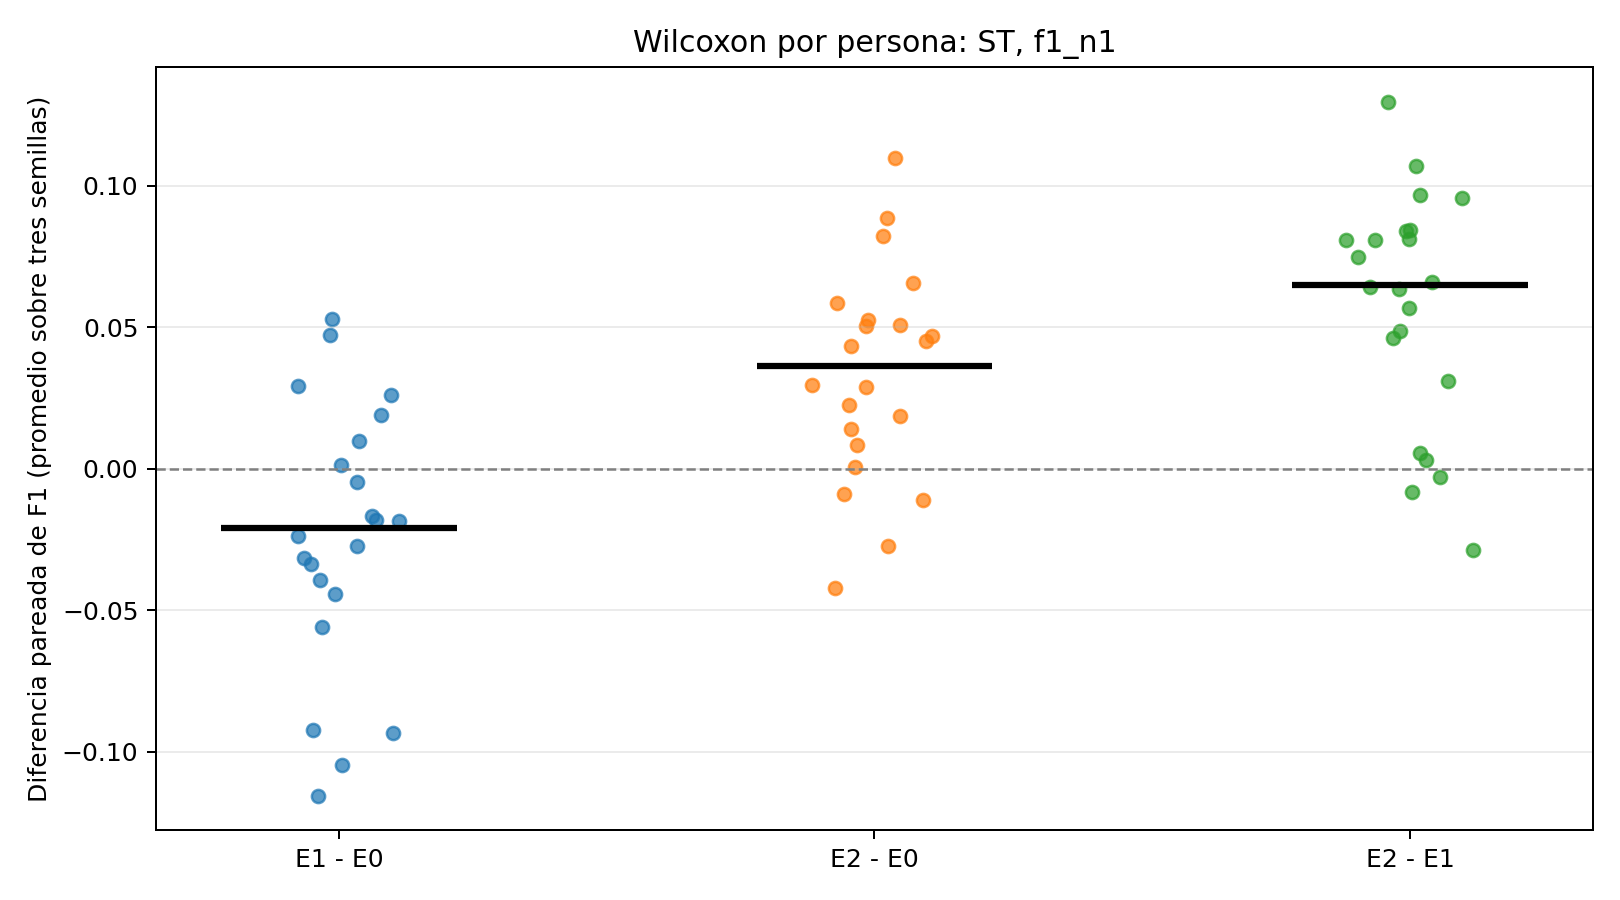 Wilcoxon por persona: ST, f1_n1
Diferencia pareada de F1 (promedio sobre tres semillas)
0.10
0.05
0.00
−0.05
−0.10
E1 - E0
E2 - E0
E2 - E1